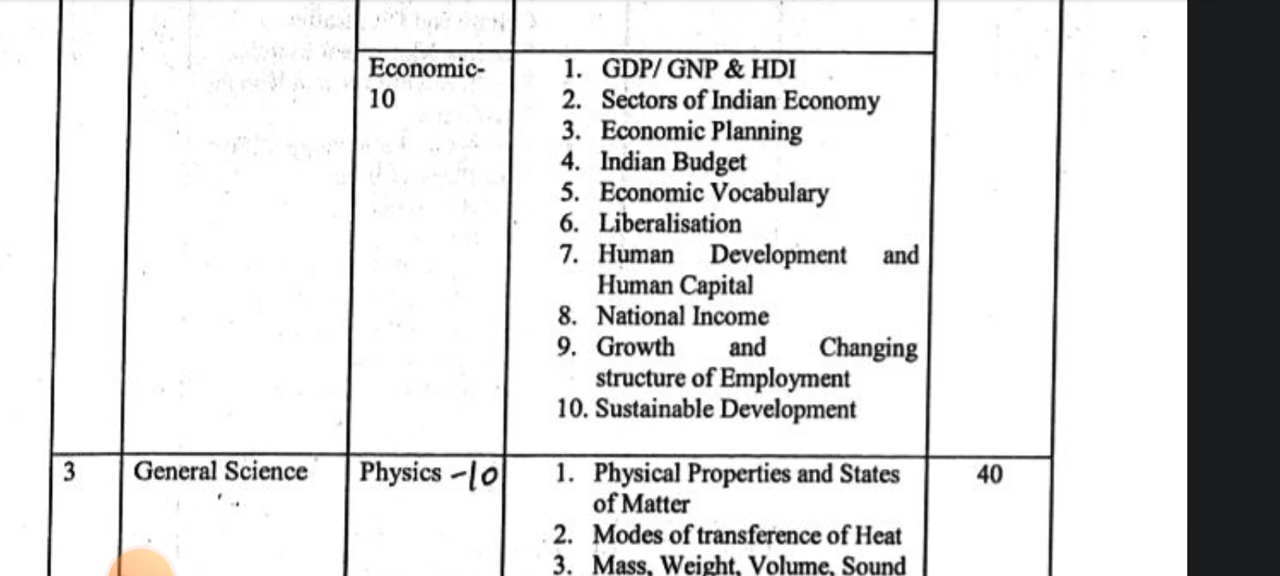 Economic-
10
1. GDP/ GNP & HDI
2. Sectors of Indian Economy
3. Economic Planning
4. Indian Budget
5. Economic Vocabulary
6. Liberalisation
7. Human Development and
Human Capital
8. National Income
9. Growth and Changing
structure of Employment
10. Sustainable Development
3
General Science
Physics -10
1. Physical Properties and States
of Matter
2. Modes of transference of Heat
3. Mass, Weight, Volume, Sound
40